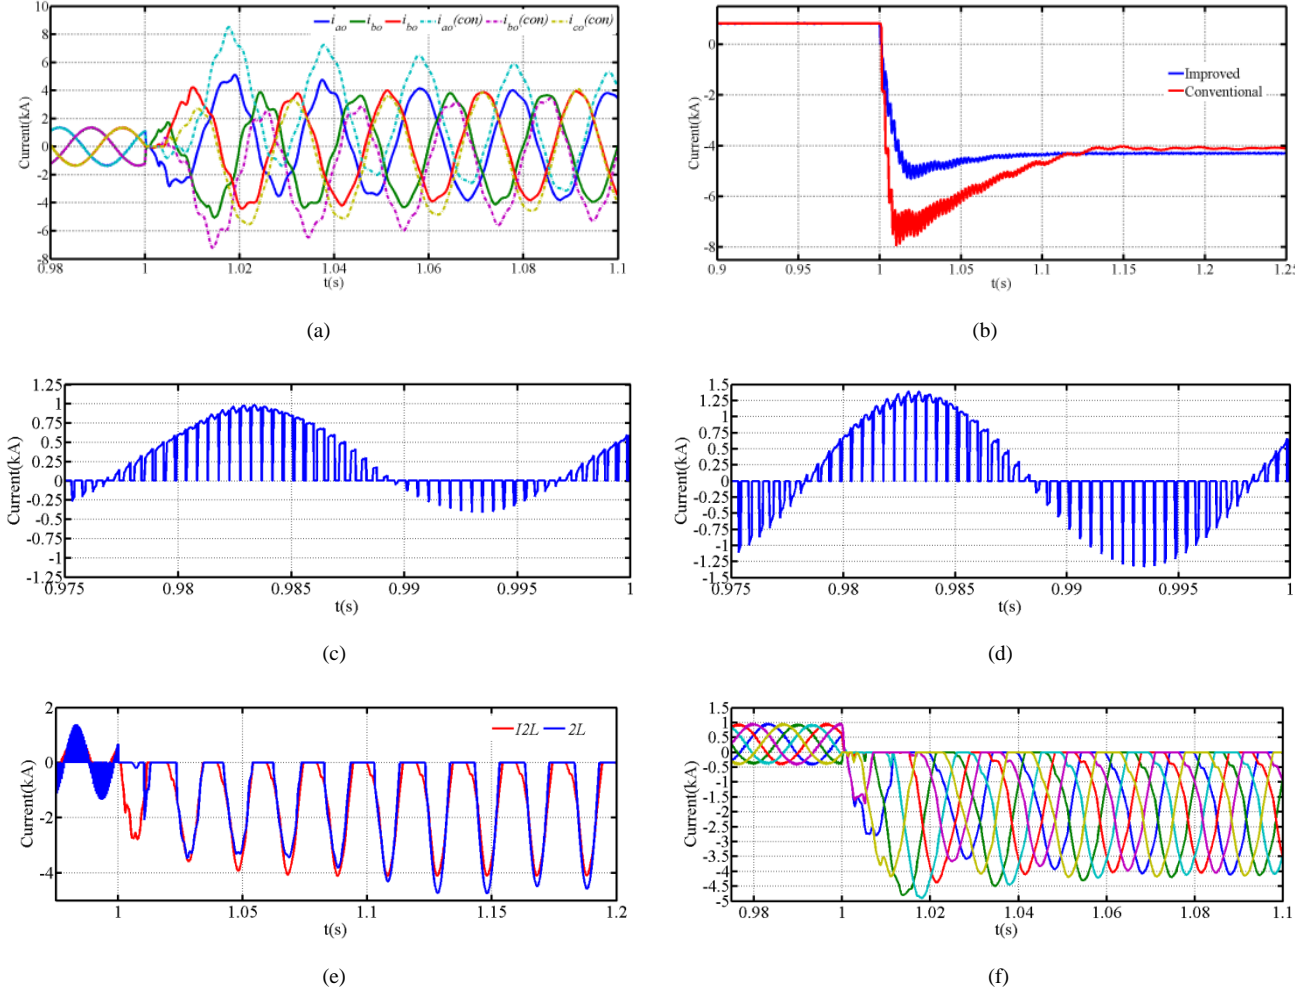 10
8
6
4
2
0
-2
-4
-6
-8
i_ao i_bo i_bo i_ao(con) i_bo(con) i_co(con)
Current(kA)
0.98 1 1.02 1.04 1.06 1.08 1.1
t(s)
(a)
0
-2
-4
-6
-8
Improved
Conventional
Current(kA)
0.9 0.95 1 1.05 1.1 1.15 1.2 1.25
t(s)
(b)
1.25
1
0.75
0.5
0.25
0
-0.25
-0.5
-0.75
-1
-1.25
Current(kA)
0.975 0.98 0.985 0.99 0.995 1
t(s)
(c)
1.5
1.25
1
0.75
0.5
0.25
0
-0.25
-0.5
-0.75
-1
-1.25
-1.5
Current(kA)
0.975 0.98 0.985 0.99 0.995 1
t(s)
(d)
2
0
-2
-4
I2L 2L
Current(kA)
1 1.05 1.1 1.15 1.2
t(s)
(e)
1.5
1
0.5
0
-0.5
-1
-1.5
-2
-2.5
-3
-3.5
-4
-4.5
-5
Current(kA)
0.98 1 1.02 1.04 1.06 1.08 1.1
t(s)
(f)